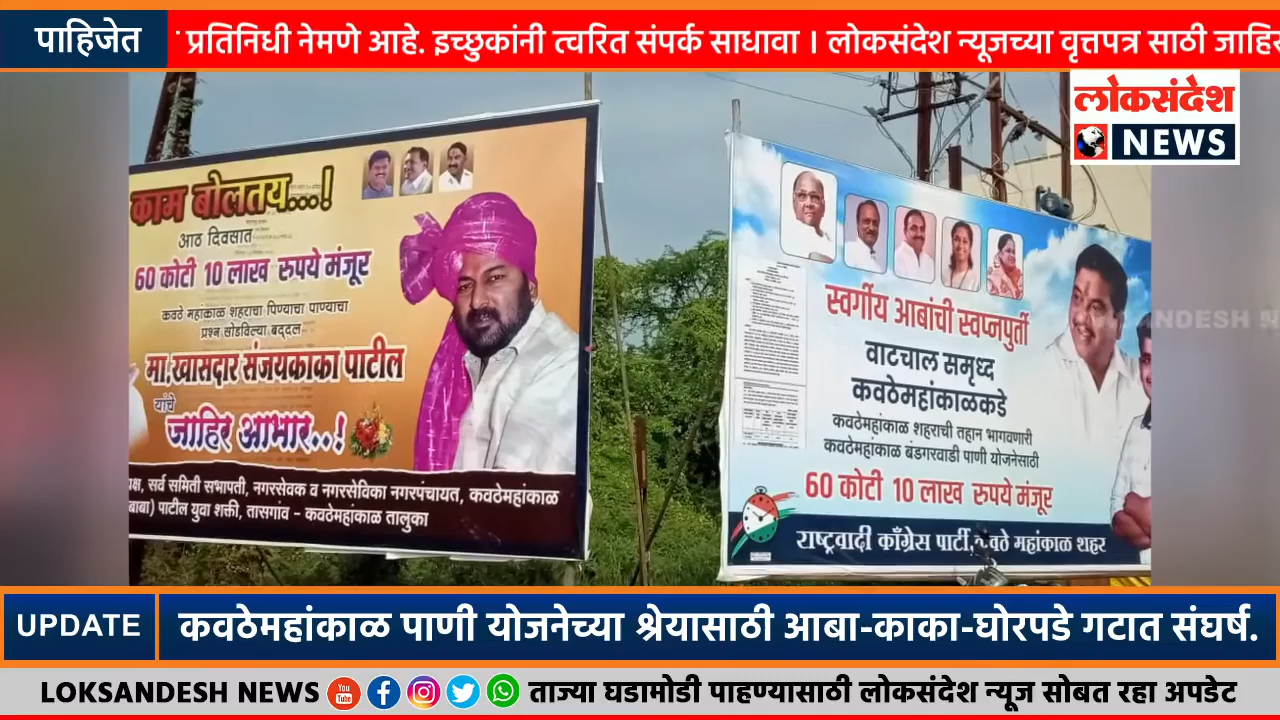 पाहिजेत
प्रतिनिधी नेमणे आहे. इच्छुकांनी त्वरित संपर्क साधावा । लोकसंदेश न्यूजच्या वृत्तपत्र साठी
लोकसंदेश
NEWS
काम बोलतय...!
आठ दिवसात
60 कोटी 10 लाख रुपये मंजूर
कवठे महांकाळ शहराचा पिण्याचा पाण्याचा
प्रश्न सोडविल्या बद्दल
मा. खासदार संजयकाका पाटील
यांचे
जाहिर आभार..!
सर्व समिती सभापती, नगरसेवक व नगरसेविका नगरपंचायत, कवठेमहांकाळ
पाटील युवा शक्ती, तासगांव - कवठेमहांकाळ तालुका
स्वर्गीय आबांची स्वप्नपुर्ती
वाटचाल समृध्द
कवठेमहांकाळकडे
कवठेमहांकाळ शहराची तहान भागवणारी
कवठेमहांकाळ बंडगरवाडी पाणी योजनेसाठी
60 कोटी 10 लाख रुपये मंजूर
राष्ट्रवादी काँग्रेस पार्टी, कवठे महांकाळ शहर
UPDATE
कवठेमहांकाळ पाणी योजनेच्या श्रेयासाठी आबा-काका-घोरपडे गटात संघर्ष.
LOKSANDESH NEWS
You
Tube
ताज्या घडामोडी पाहण्यासाठी लोकसंदेश न्यूज सोबत रहा अपडेट